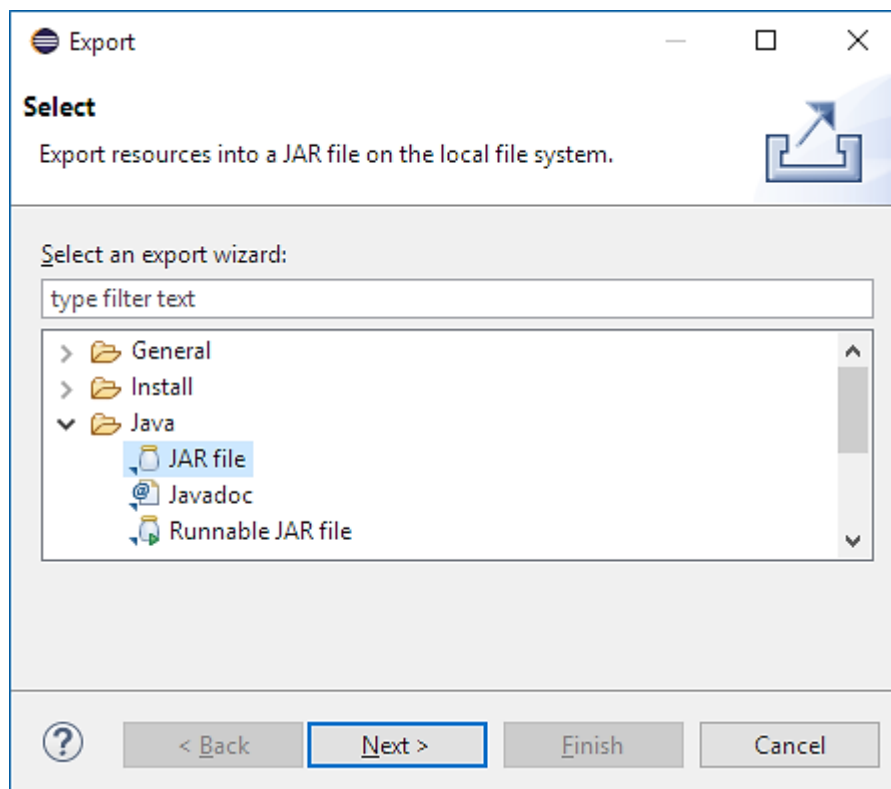 Export
Select
Export resources into a JAR file on the local file system.
Select an export wizard:
type filter text
General
Install
Java
JAR file
Javadoc
Runnable JAR file
< Back Next > Finish Cancel